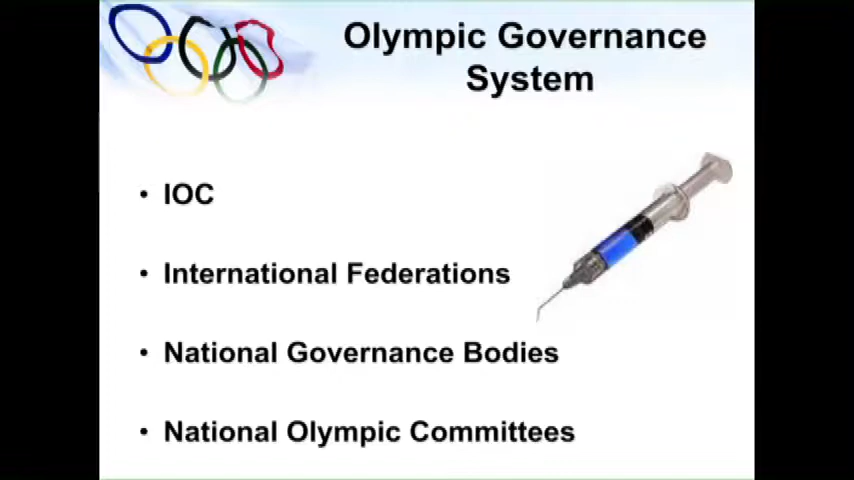 Olympic Governance
System
• IOC
• International Federations
• National Governance Bodies
• National Olympic Committees